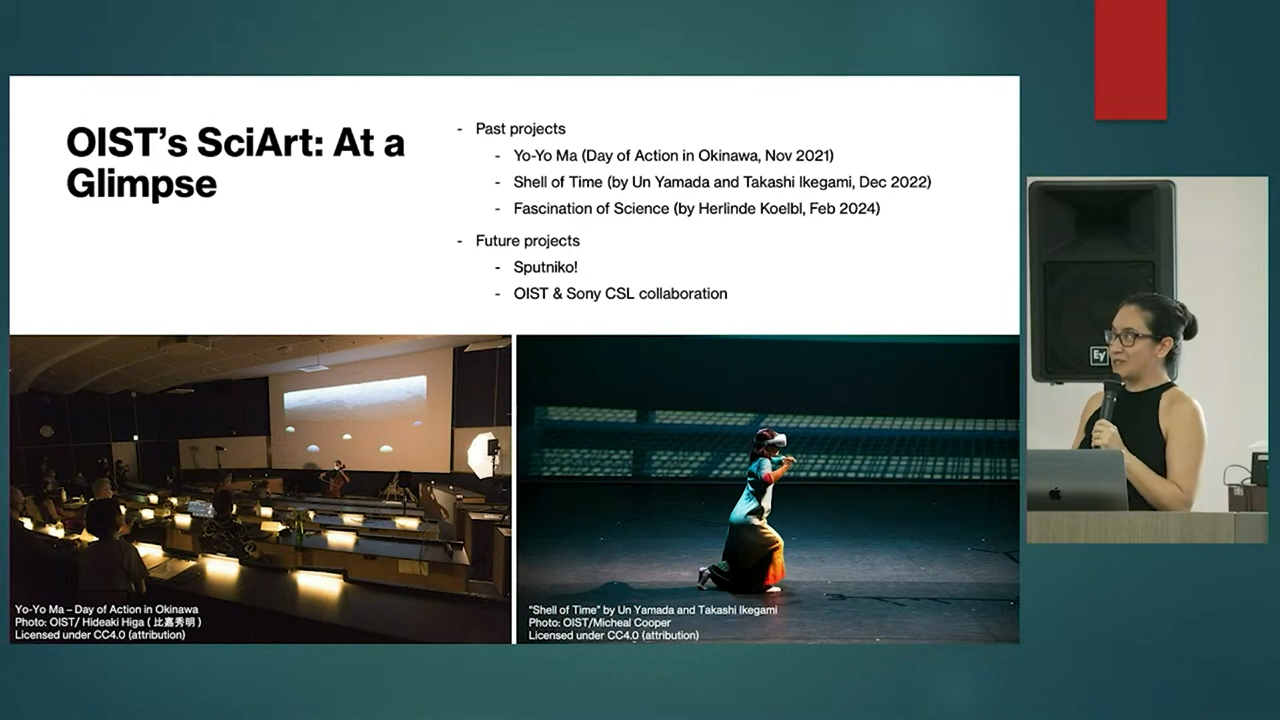 OIST’s SciArt: At a
Glimpse
- Past projects
- Yo-Yo Ma (Day of Action in Okinawa, Nov 2021)
- Shell of Time (by Un Yamada and Takashi Ikegami, Dec 2022)
- Fascination of Science (by Herlinde Koelbl, Feb 2024)
- Future projects
- Sputniko!
- OIST & Sony CSL collaboration
Yo-Yo Ma – Day of Action in Okinawa
Photo: OIST/ Hideaki Higa ( 比嘉秀明 )
Licensed under CC4.0 (attribution)
“Shell of Time” by Un Yamada and Takashi Ikegami
Photo: OIST/Micheal Cooper
Licensed under CC4.0 (attribution)
EV